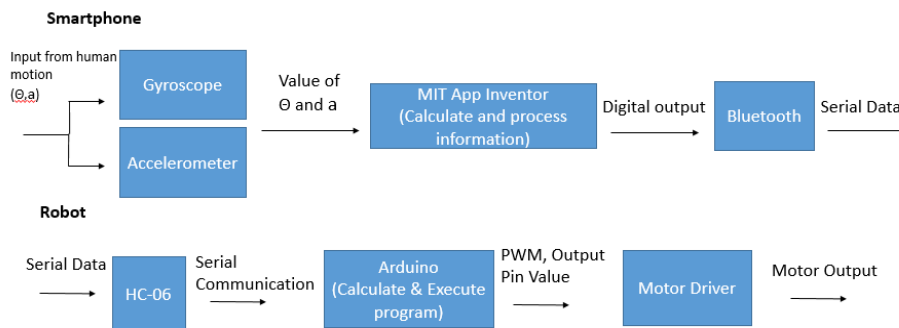 Smartphone
Input from human
motion
(Θ,a)
Gyroscope
Accelerometer
Value of
Θ and a
MIT App Inventor
(Calculate and process
information)
Digital output
Bluetooth
Serial Data
Robot
Serial Data
HC-06
Serial
Communication
Arduino
(Calculate & Execute
program)
PWM, Output
Pin Value
Motor Driver
Motor Output